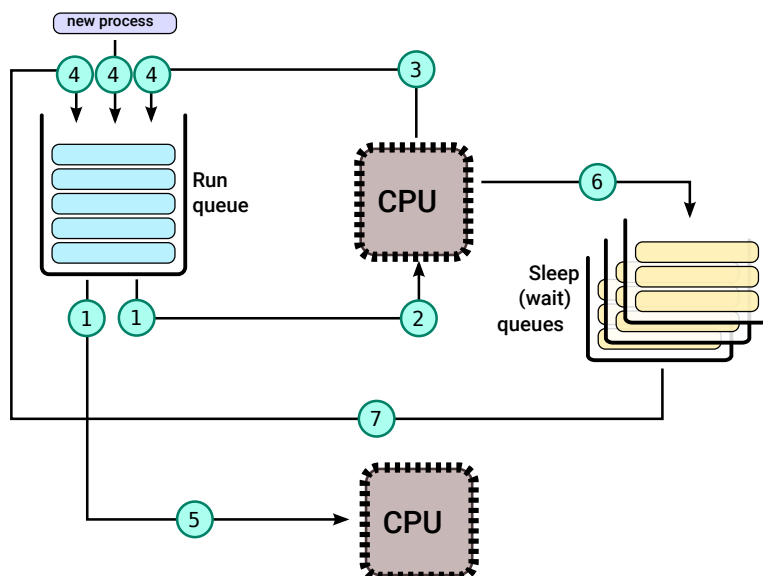 new process
4 4 4
3
Run
queue
CPU
6
Sleep
(wait)
queues
1 1
2
7
5
CPU